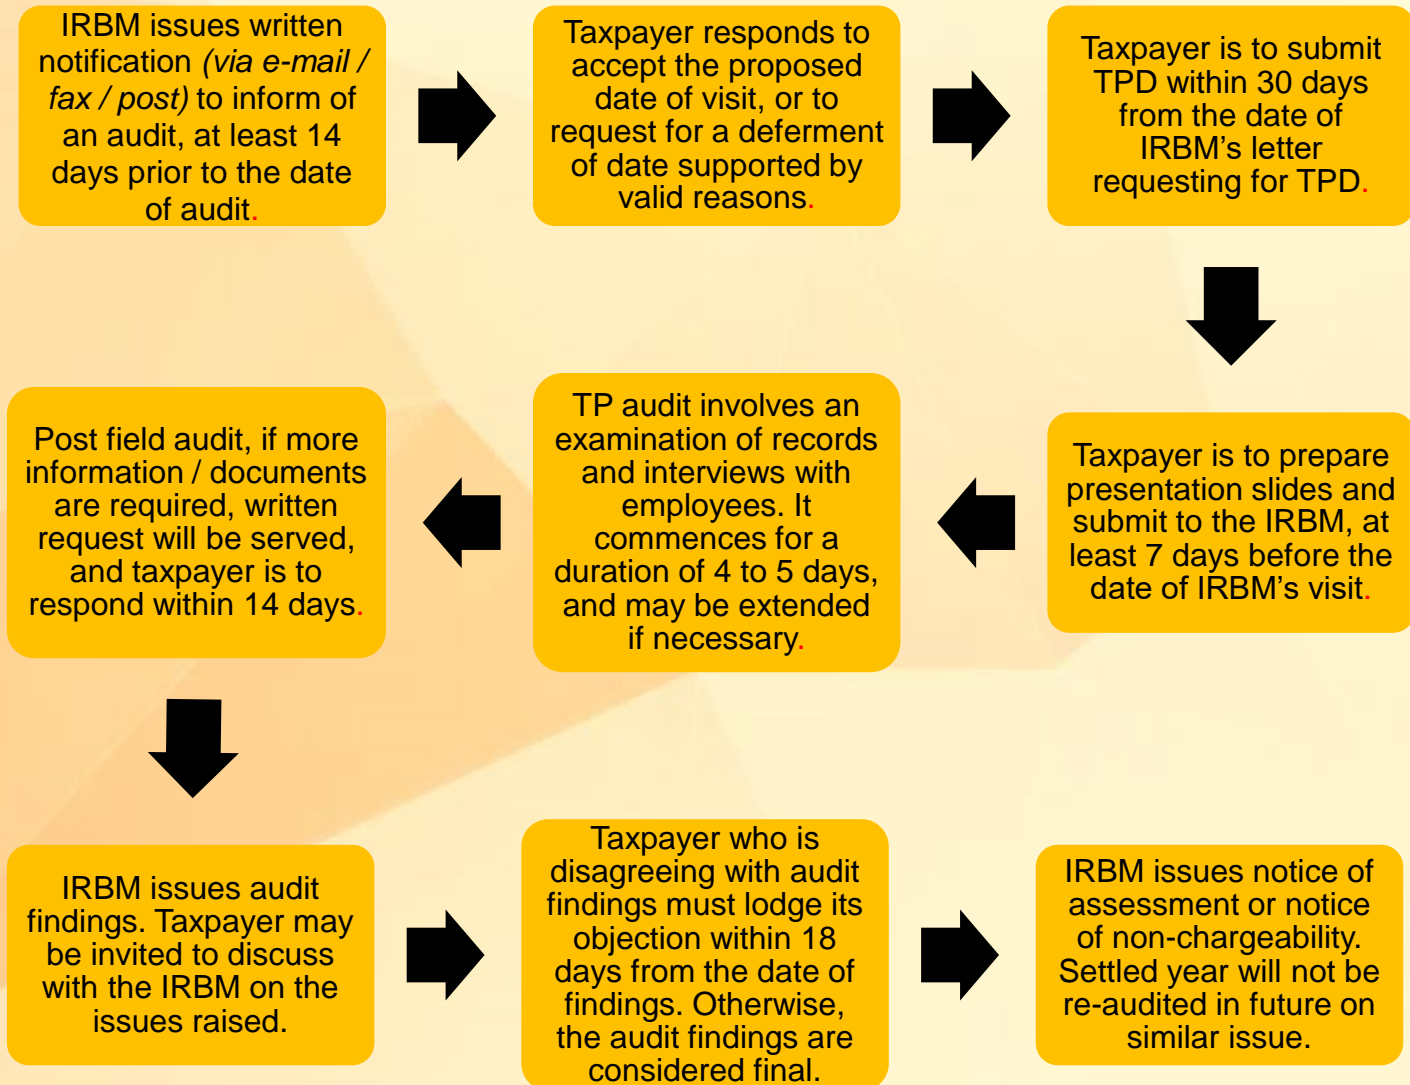 IRBM issues written
notification (via e-mail /
fax / post) to inform of
an audit, at least 14
days prior to the date
of audit.
Taxpayer responds to
accept the proposed
date of visit, or to
request for a deferment
of date supported by
valid reasons.
Taxpayer is to submit
TPD within 30 days
from the date of
IRBM's letter
requesting for TPD.
Taxpayer is to prepare
presentation slides and
submit to the IRBM, at
least 7 days before the
date of IRBM's visit.
TP audit involves an
examination of records
and interviews with
employees. It
commences for a
duration of 4 to 5 days,
and may be extended
if necessary.
Post field audit, if more
information / documents
are required, written
request will be served,
and taxpayer is to
respond within 14 days.
IRBM issues audit
findings. Taxpayer may
be invited to discuss
with the IRBM on the
issues raised.
Taxpayer who is
disagreeing with audit
findings must lodge its
objection within 18
days from the date of
findings. Otherwise,
the audit findings are
considered final.
IRBM issues notice of
assessment or notice
of non-chargeability.
Settled year will not be
re-audited in future on
similar issue.